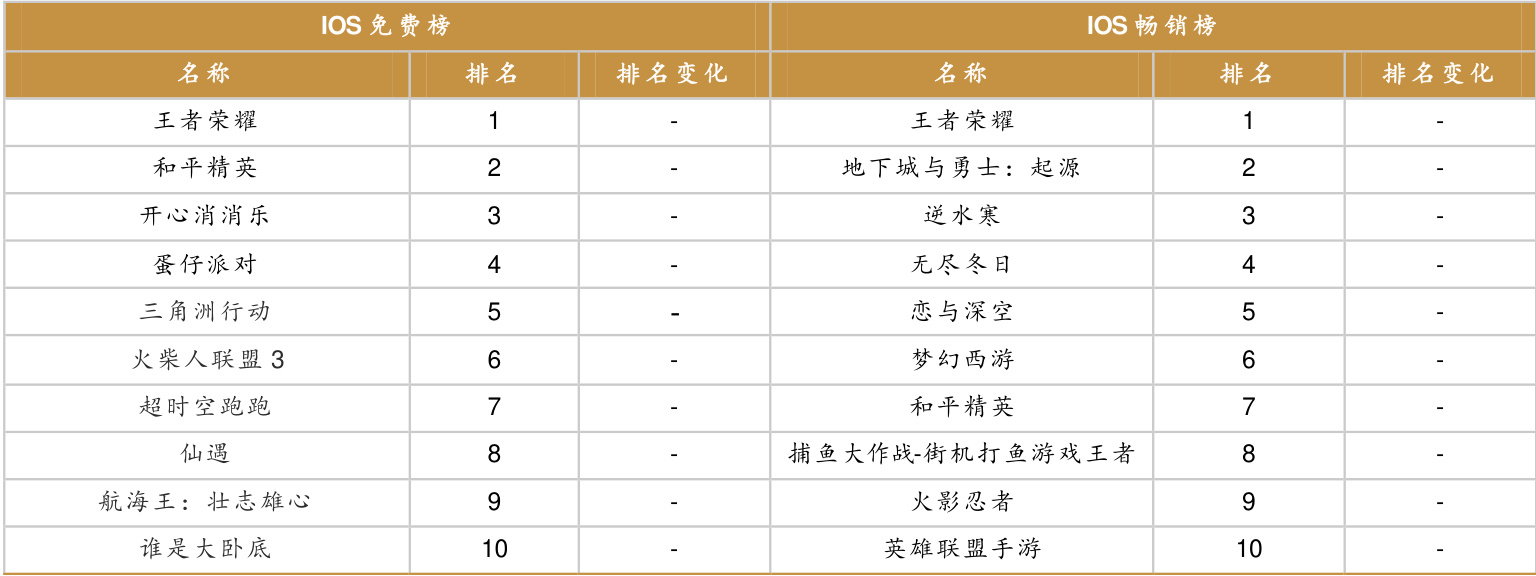 IOS 免费榜 IOS 畅销榜
名称 排名 排名变化 名称 排名 排名变化
王者荣耀 1 - 王者荣耀 1 -
和平精英 2 - 地下城与勇士：起源 2 -
开心消消乐 3 - 逆水寒 3 -
蛋仔派对 4 - 无尽冬日 4 -
三角洲行动 5 - 恋与深空 5 -
火柴人联盟 3 6 - 梦幻西游 6 -
超时空跑跑 7 - 和平精英 7 -
仙遇 8 - 捕鱼大作战-街机打鱼游戏王者 8 -
航海王：壮志雄心 9 - 火影忍者 9 -
谁是大卧底 10 - 英雄联盟手游 10 -